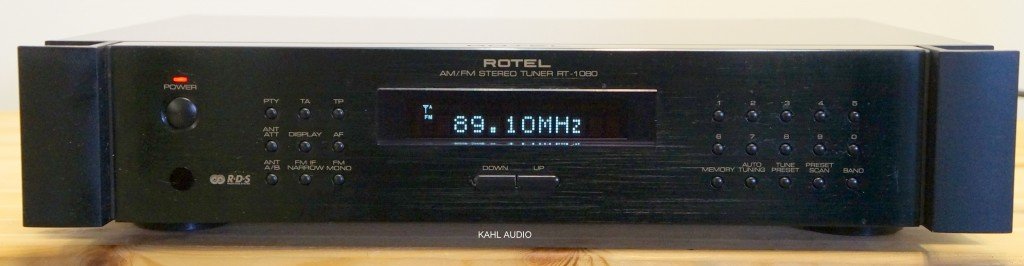 ROTEL
AM/FM STEREO TUNER RT-1080
POWER
PTY TA TP
ANT ATT DISPLAY AF
ANT A/B FM IF NARROW FM MONO
R·D·S
T A
FM
89.10MHz
DOWN UP
1 2 3 4 5
6 7 8 9 0
MEMORY AUTO TUNING TUNE PRESET PRESET SCAN BAND
KAHL AUDIO